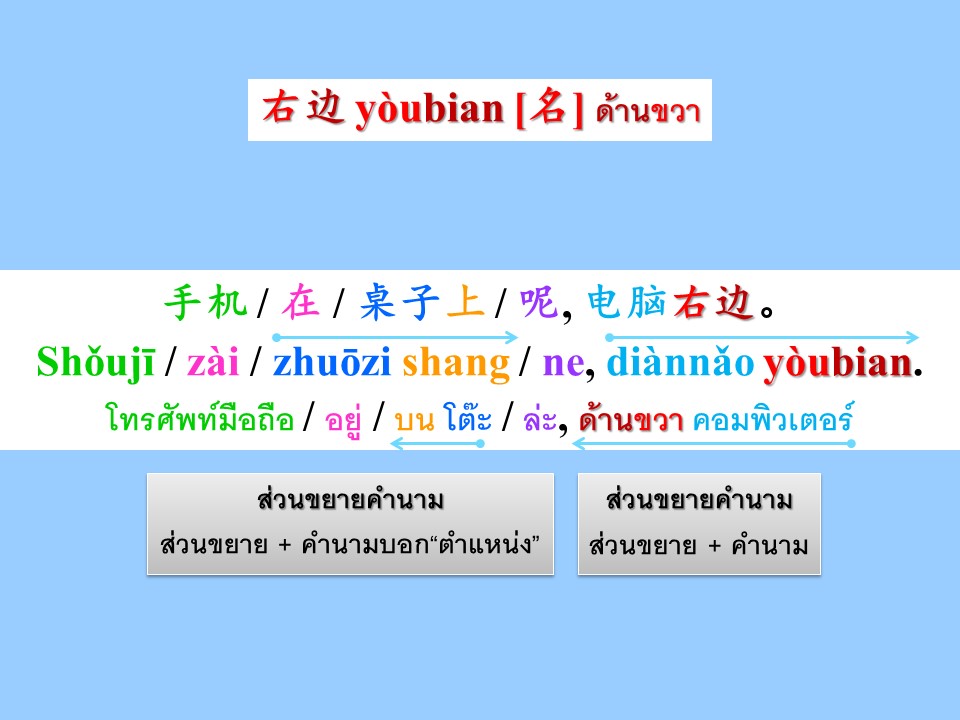 右边 yòubian [名] ด้านขวา
手机 / 在 / 桌子上 / 呢, 电脑右边。
Shǒujī / zài / zhuōzi shang / ne, diànnǎo yòubian.
โทรศัพท์มือถือ / อยู่ / บน โต๊ะ / ล่ะ, ด้านขวา คอมพิวเตอร์
ส่วนขยายคำนาม
ส่วนขยาย + คำนามบอก“ตำแหน่ง”
ส่วนขยายคำนาม
ส่วนขยาย + คำนาม